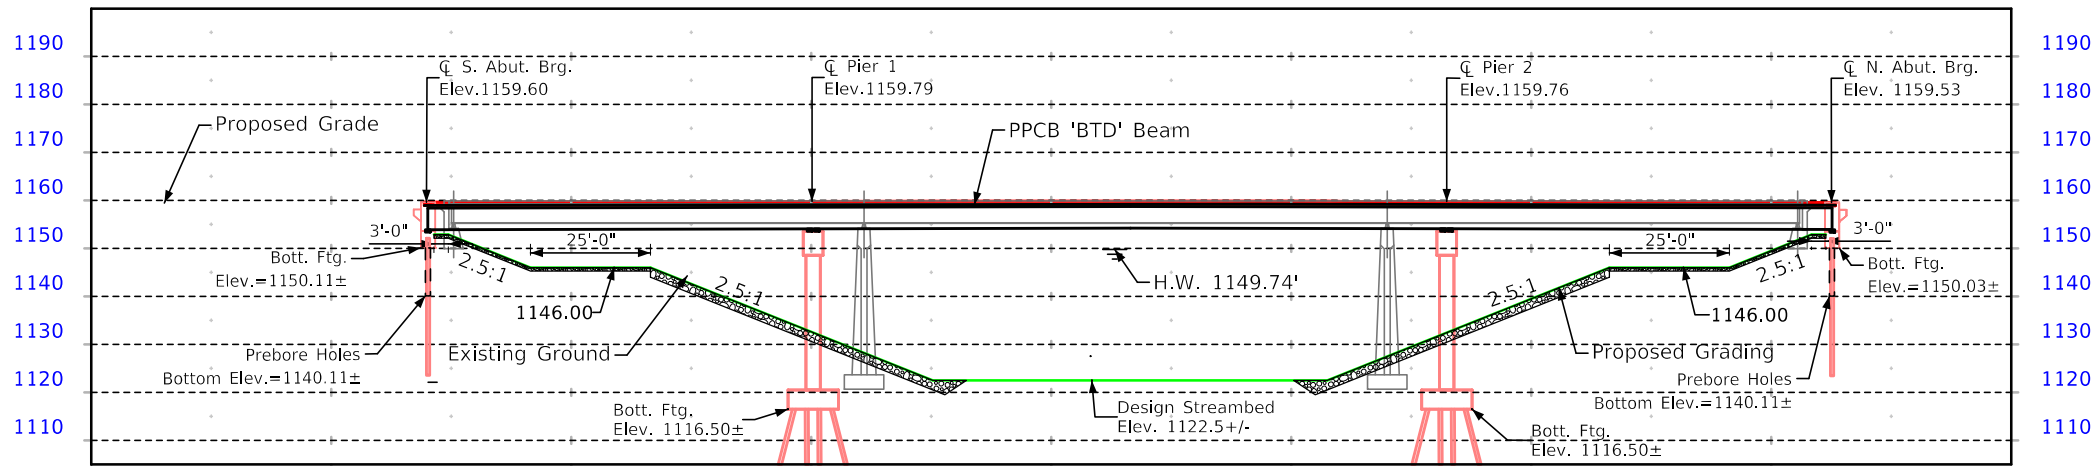 1190
1180
1170
1160
1150
1140
1130
1120
1110
℄ S. Abut. Brg.
Elev.1159.60
℄ Pier 1
Elev.1159.79
℄ Pier 2
Elev.1159.76
℄ N. Abut. Brg.
Elev. 1159.53
Proposed Grade
PPCB 'BTD' Beam
3'-0"
25'-0"
25'-0"
3'-0"
Bott. Ftg.
Elev.=1150.11±
2.5:1
2.5:1
H.W. 1149.74'
2.5:1
2.5:1
Bott. Ftg.
Elev.=1150.03±
1146.00
1146.00
Existing Ground
Proposed Grading
Prebore Holes
Bottom Elev.=1140.11±
Prebore Holes
Bottom Elev.=1140.11±
Bott. Ftg.
Elev. 1116.50±
Design Streambed
Elev. 1122.5+/-
Bott. Ftg.
Elev. 1116.50±
1190
1180
1170
1160
1150
1140
1130
1120
1110